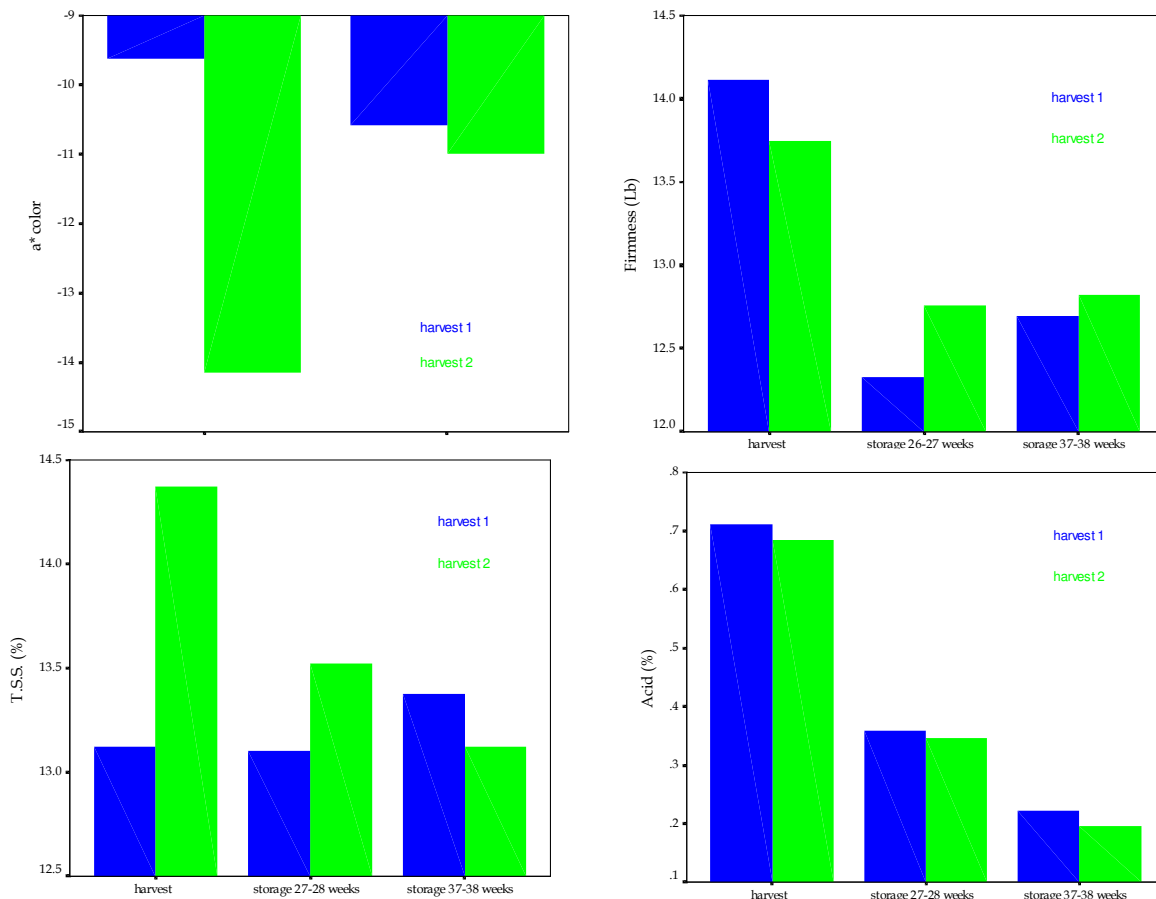 -9
-10
-11
-12
-13
-14
-15
a* color
harvest 1
harvest 2
14.5
14.0
13.5
13.0
12.5
12.0
Firmness (Lb)
harvest 1
harvest 2
harvest storage 26-27 weeks sorage 37-38 weeks
14.5
14.0
13.5
13.0
12.5
T.S.S. (%)
harvest 1
harvest 2
harvest storage 27-28 weeks storage 37-38 weeks
.8
.7
.6
.5
.4
.3
.2
.1
Acid (%)
harvest 1
harvest 2
harvest storage 27-28 weeks storage 37-38 weeks